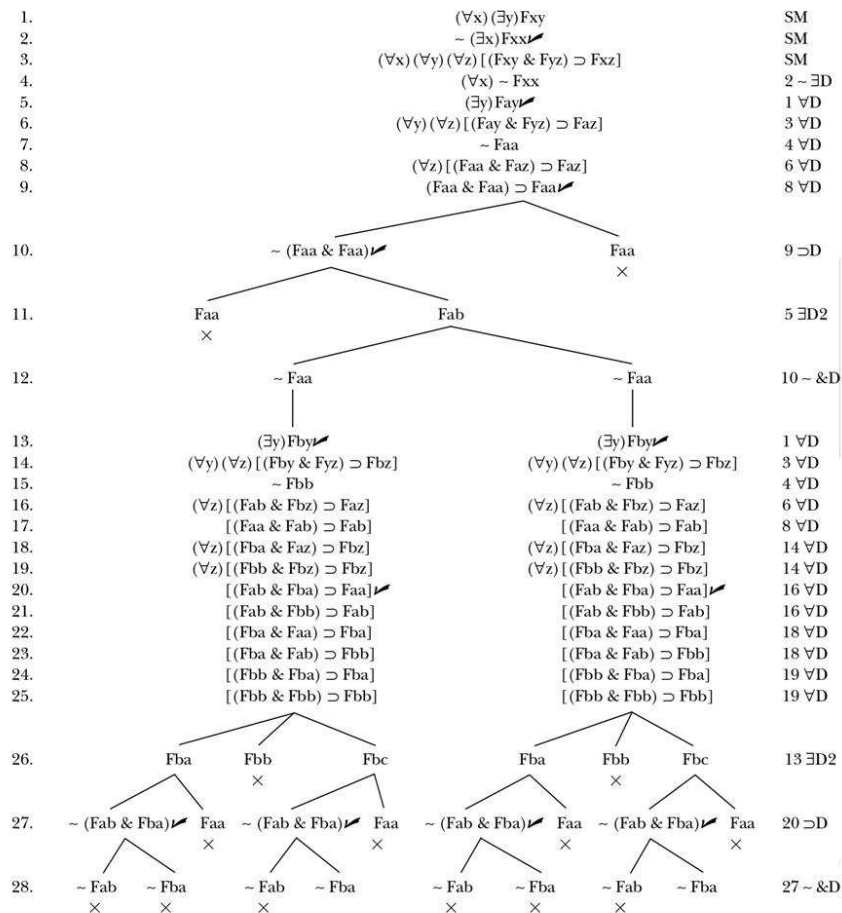 1. (∀x)(∃y)Fxy SM
2. ~ (∃x)Fxx✓ SM
3. (∀x)(∀y)(∀z)[(Fxy & Fyz) ⊃ Fxz] SM
4. (∀x) ~ Fxx 2 ~ ∃D
5. (∃y)Fay✓ 1 ∀D
6. (∀y)(∀z)[(Fay & Fyz) ⊃ Faz] 3 ∀D
7. ~ Faa 4 ∀D
8. (∀z)[(Faa & Faz) ⊃ Faz] 6 ∀D
9. (Faa & Faa) ⊃ Faa✓ 8 ∀D
10. ~ (Faa & Faa)✓ Faa 9 ⊃D
×
11. Faa Fab 5 ∃D2
×
12. ~ Faa ~ Faa 10 ~ &D
13. (∃y)Fby✓ (∃y)Fby✓ 1 ∀D
14. (∀y)(∀z)[(Fby & Fyz) ⊃ Fbz] (∀y)(∀z)[(Fby & Fyz) ⊃ Fbz] 3 ∀D
15. ~ Fbb ~ Fbb 4 ∀D
16. (∀z)[(Fab & Fbz) ⊃ Faz] (∀z)[(Fab & Fbz) ⊃ Faz] 6 ∀D
17. [(Faa & Fab) ⊃ Fab] [(Faa & Fab) ⊃ Fab] 8 ∀D
18. (∀z)[(Fba & Faz) ⊃ Fbz] (∀z)[(Fba & Faz) ⊃ Fbz] 14 ∀D
19. (∀z)[(Fbb & Fbz) ⊃ Fbz] (∀z)[(Fbb & Fbz) ⊃ Fbz] 14 ∀D
20. [(Fab & Fba) ⊃ Faa]✓ [(Fab & Fba) ⊃ Faa]✓ 16 ∀D
21. [(Fab & Fbb) ⊃ Fab] [(Fab & Fbb) ⊃ Fab] 16 ∀D
22. [(Fba & Faa) ⊃ Fba] [(Fba & Faa) ⊃ Fba] 18 ∀D
23. [(Fba & Fab) ⊃ Fbb] [(Fba & Fab) ⊃ Fbb] 18 ∀D
24. [(Fbb & Fba) ⊃ Fba] [(Fbb & Fba) ⊃ Fba] 19 ∀D
25. [(Fbb & Fbb) ⊃ Fbb] [(Fbb & Fbb) ⊃ Fbb] 19 ∀D
26. Fba Fbb Fbc Fba Fbb Fbc 13 ∃D2
× ×
27. ~ (Fab & Fba)✓ Faa ~ (Fab & Fba)✓ Faa ~ (Fab & Fba)✓ Faa ~ (Fab & Fba)✓ Faa 20 ⊃D
× × × ×
28. ~ Fab ~ Fba ~ Fab ~ Fba ~ Fab ~ Fba ~ Fab ~ Fba 27 ~ &D
× × × × × ×